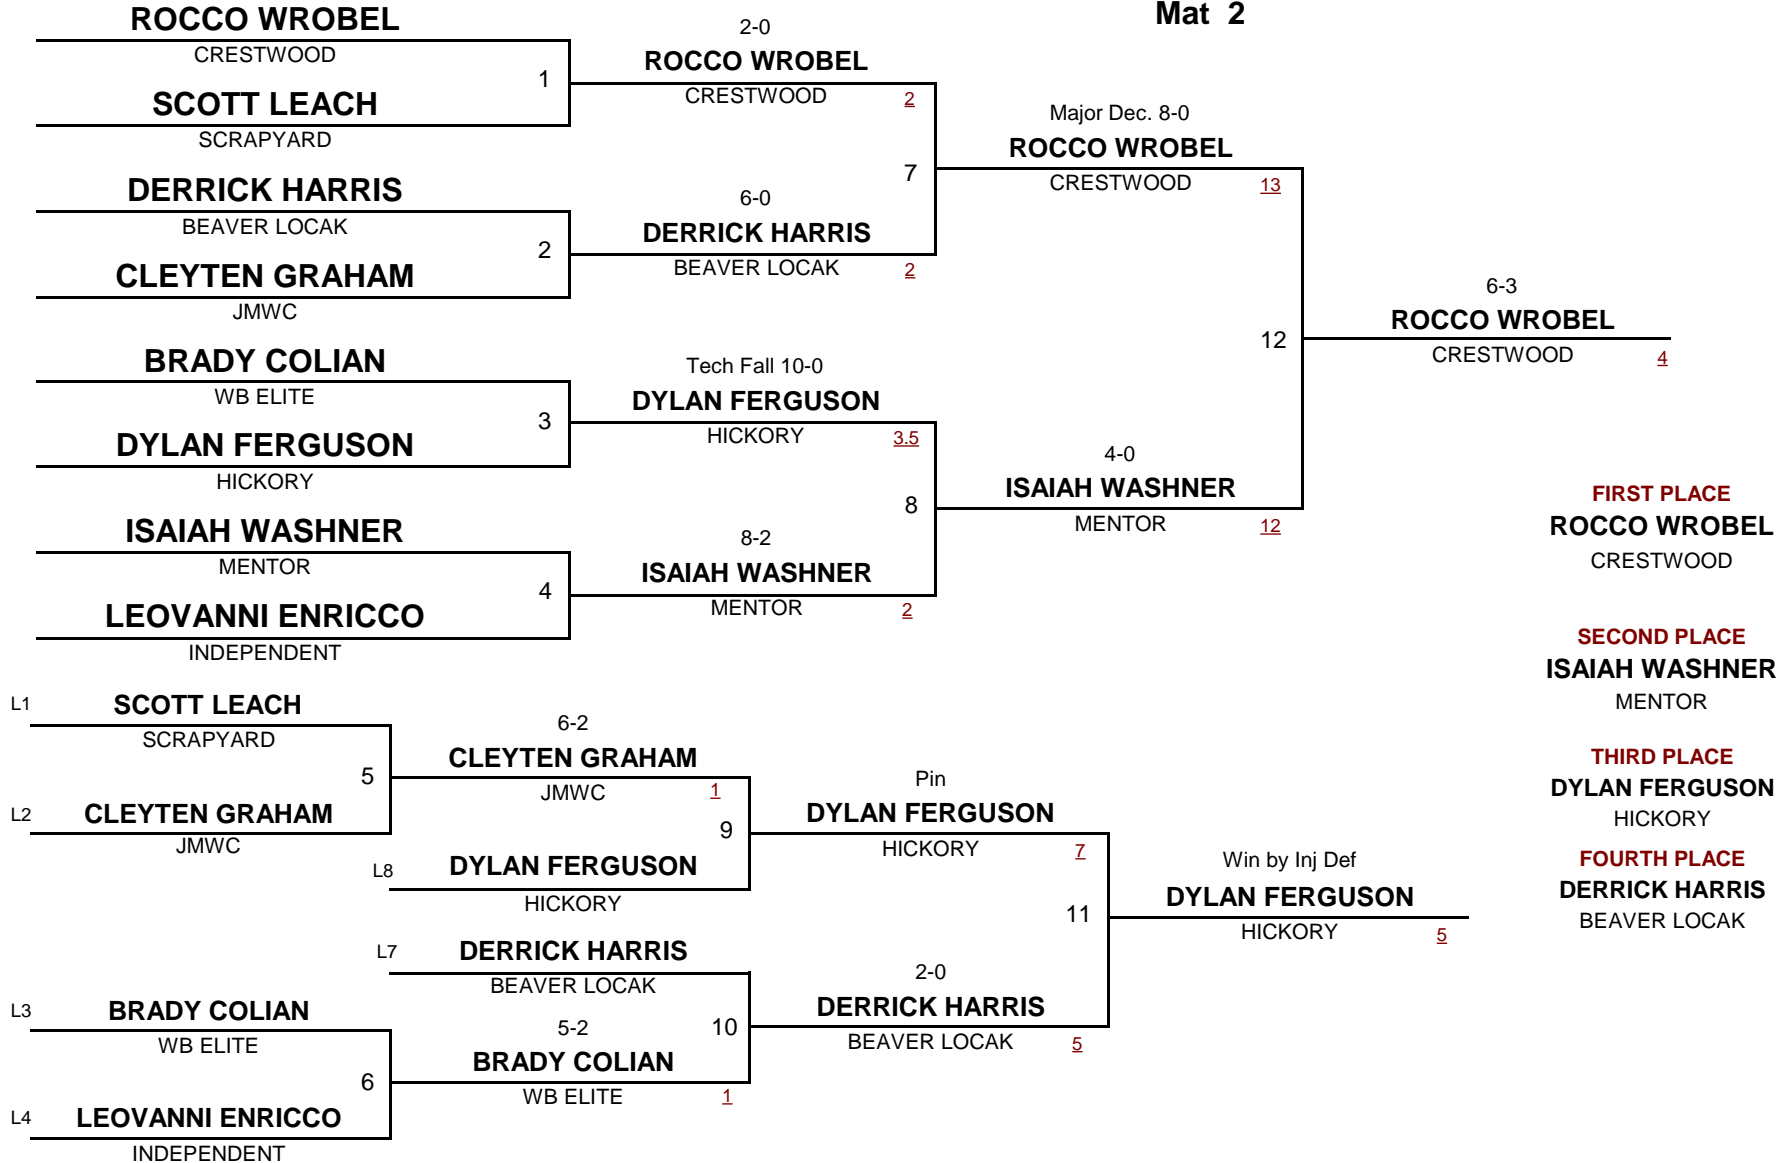 Mat 2
ROCCO WROBEL
CRESTWOOD
1
SCOTT LEACH
SCRAPYARD
DERRICK HARRIS
BEAVER LOCAK
2
CLEYTEN GRAHAM
JMWC
BRADY COLIAN
WB ELITE
3
DYLAN FERGUSON
HICKORY
ISAIAH WASHNER
MENTOR
4
LEOVANNI ENRICCO
INDEPENDENT
2-0
ROCCO WROBEL
CRESTWOOD 2
7
6-0
DERRICK HARRIS
BEAVER LOCAK 2
Tech Fall 10-0
DYLAN FERGUSON
HICKORY 3.5
8
8-2
ISAIAH WASHNER
MENTOR 2
Major Dec. 8-0
ROCCO WROBEL
CRESTWOOD 13
12
4-0
ISAIAH WASHNER
MENTOR 12
6-3
ROCCO WROBEL
CRESTWOOD 4
L1 SCOTT LEACH
SCRAPYARD
5
L2 CLEYTEN GRAHAM
JMWC
6-2
CLEYTEN GRAHAM
JMWC 1
9
L8 DYLAN FERGUSON
HICKORY
L7 DERRICK HARRIS
BEAVER LOCAK
10
5-2
BRADY COLIAN
WB ELITE 1
L3 BRADY COLIAN
WB ELITE
6
L4 LEOVANNI ENRICCO
INDEPENDENT
Pin
DYLAN FERGUSON
HICKORY 7
11
2-0
DERRICK HARRIS
BEAVER LOCAK 5
Win by Inj Def
DYLAN FERGUSON
HICKORY 5
FIRST PLACE
ROCCO WROBEL
CRESTWOOD
SECOND PLACE
ISAIAH WASHNER
MENTOR
THIRD PLACE
DYLAN FERGUSON
HICKORY
FOURTH PLACE
DERRICK HARRIS
BEAVER LOCAK